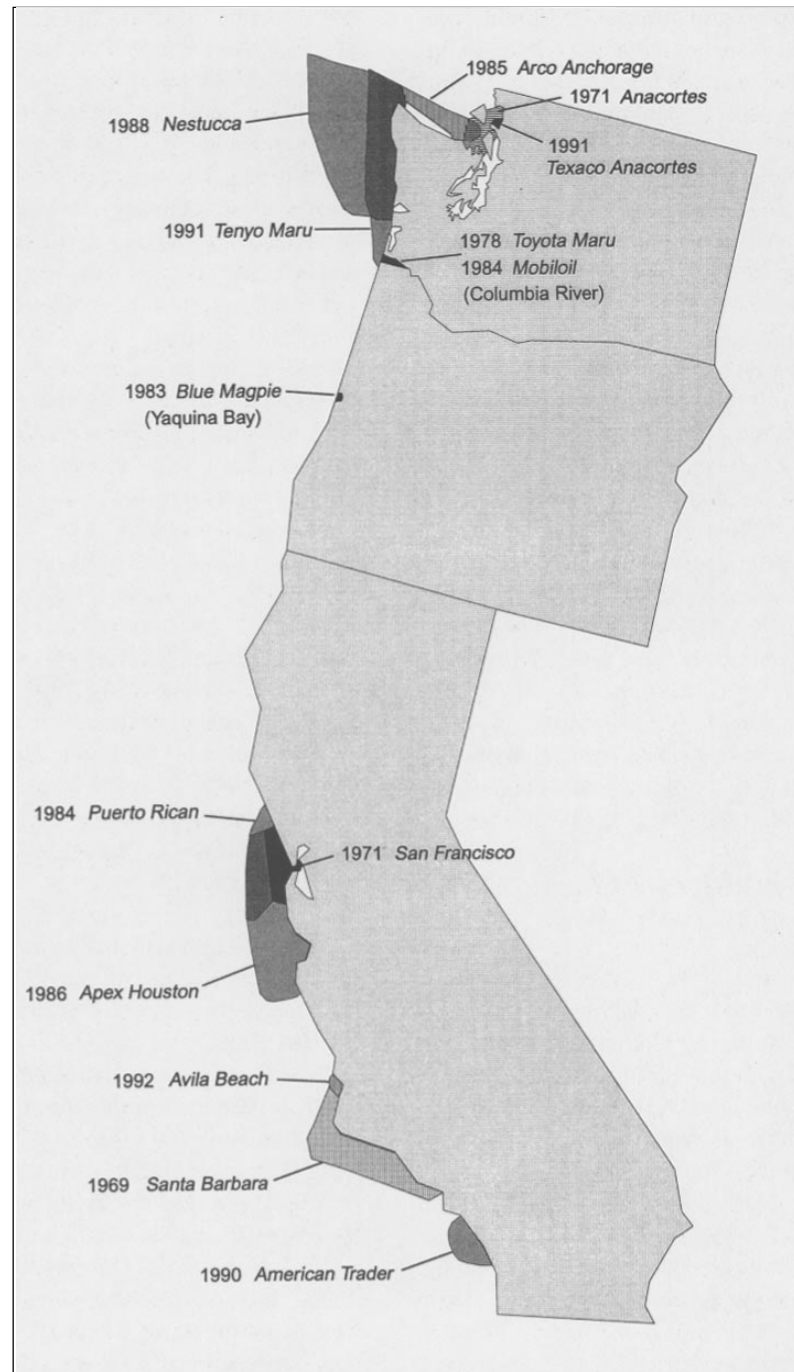 1985 Arco Anchorage
1971 Anacortes
1988 Nestucca
1991
Texaco Anacortes
1991 Tenyo Maru
1978 Toyota Maru
1984 Mobiloil
(Columbia River)
1983 Blue Magpie
(Yaquina Bay)
1984 Puerto Rican
1971 San Francisco
1986 Apex Houston
1992 Avila Beach
1969 Santa Barbara
1990 American Trader